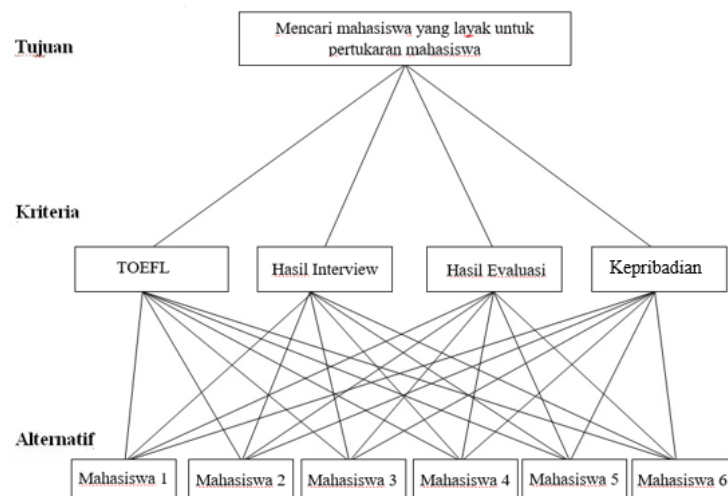 Tujuan
Mencari mahasiswa yang layak untuk
pertukaran mahasiswa
Kriteria
TOEFL
Hasil Interview
Hasil Evaluasi
Kepribadian
Alternatif
Mahasiswa 1
Mahasiswa 2
Mahasiswa 3
Mahasiswa 4
Mahasiswa 5
Mahasiswa 6